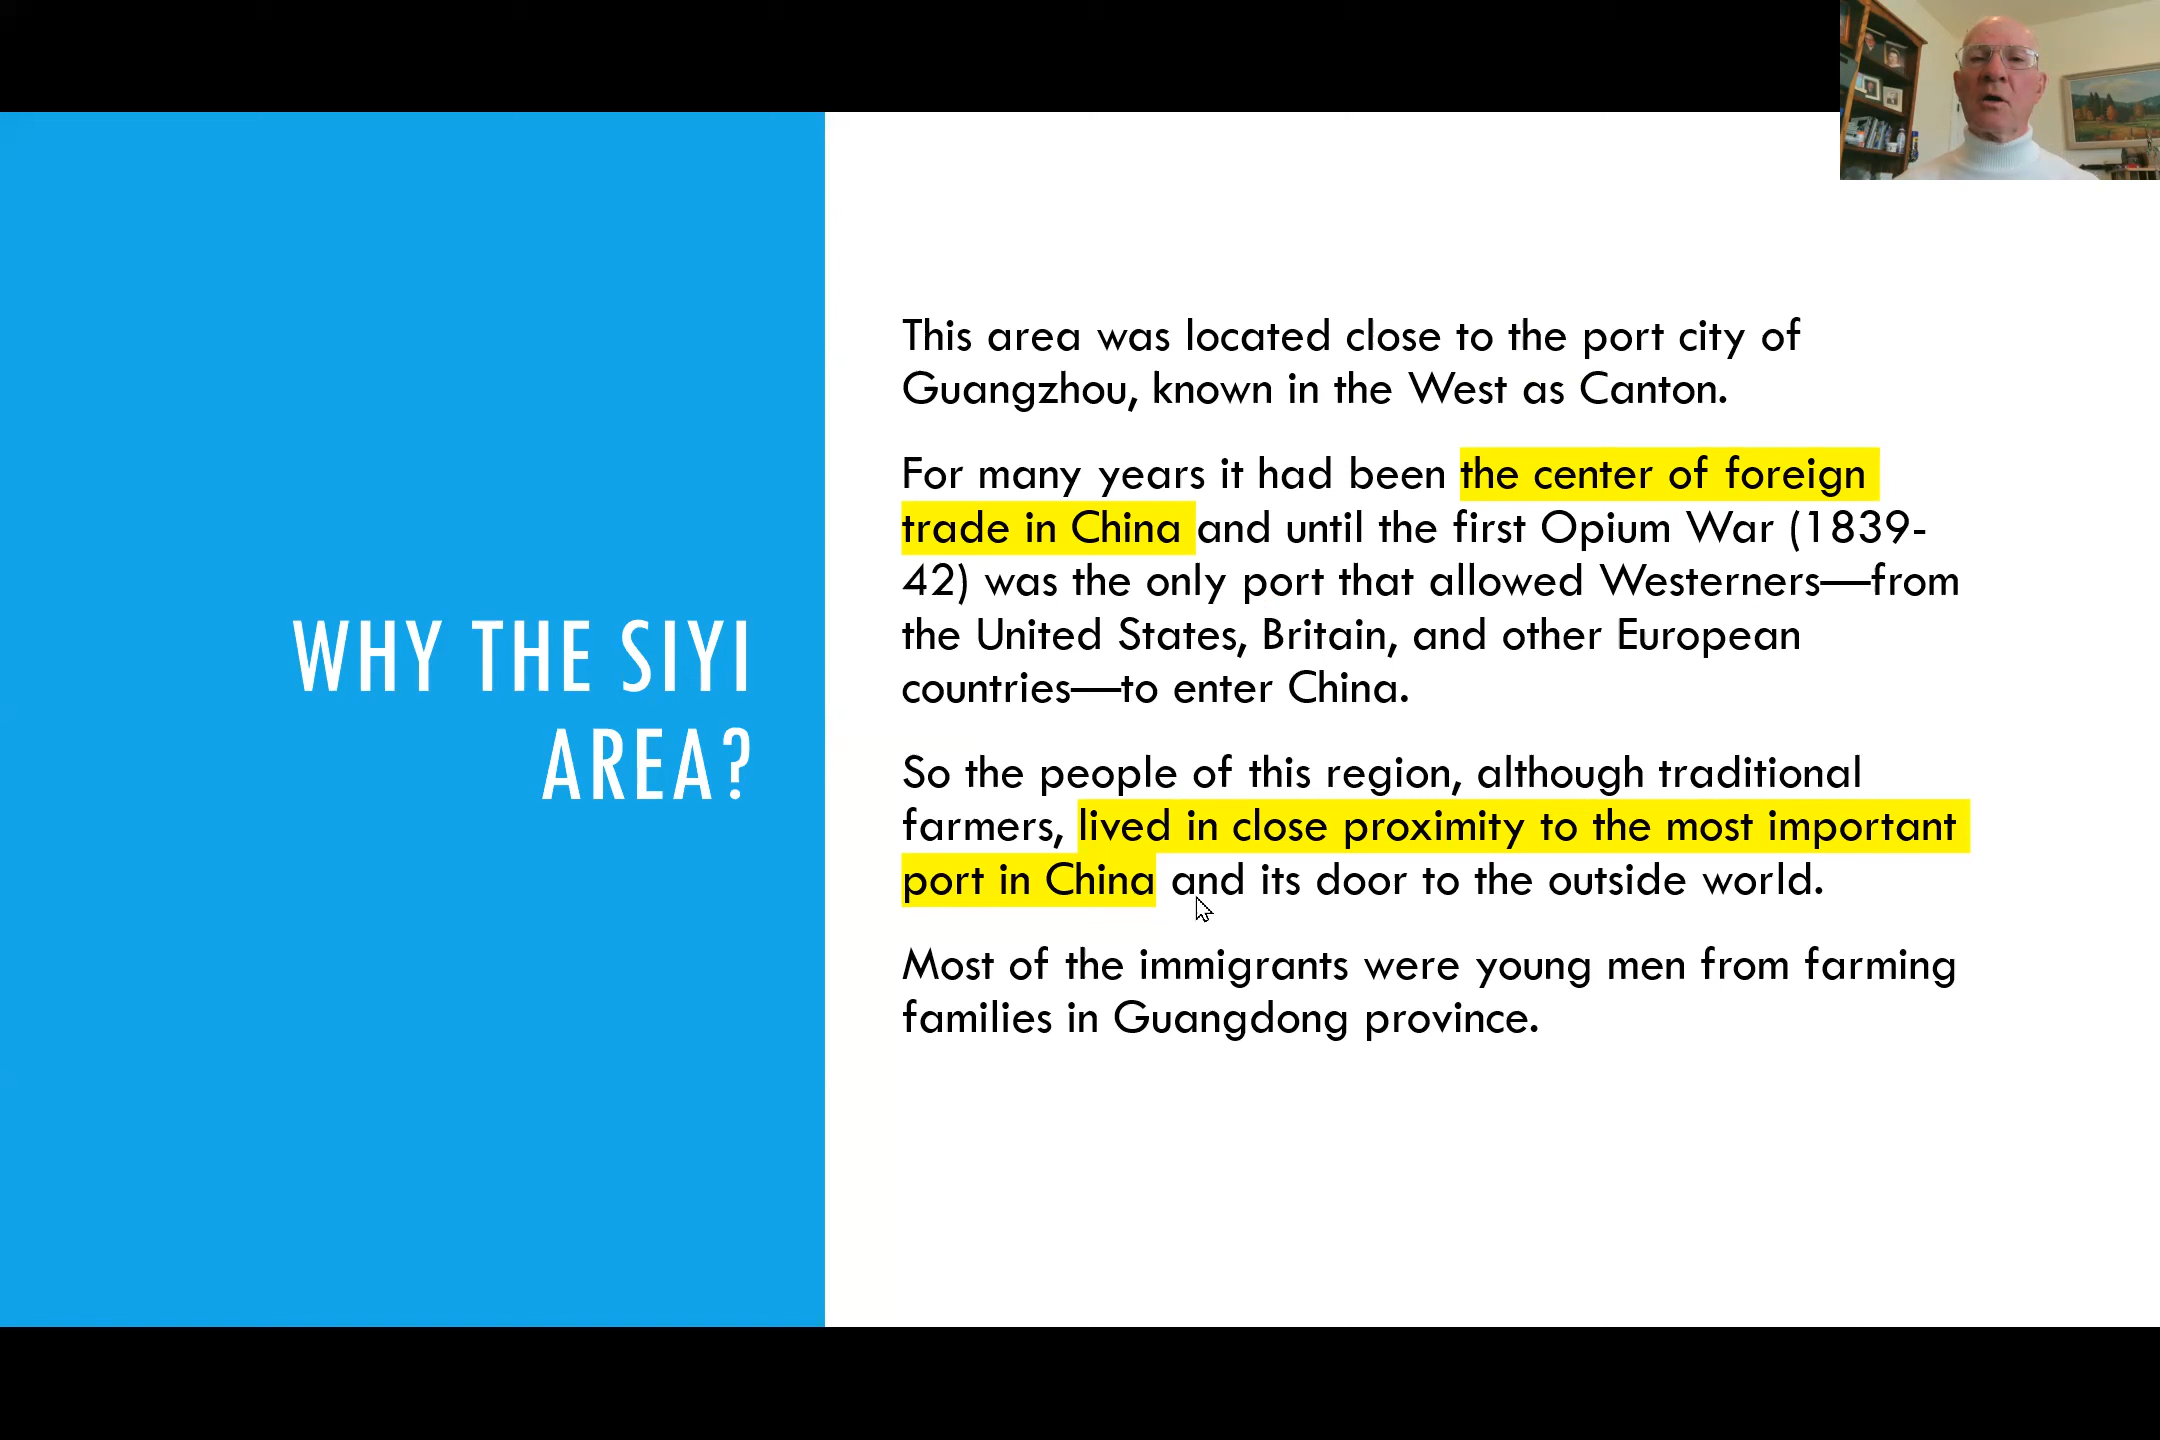 WHY THE SIYI
AREA?
This area was located close to the port city of
Guangzhou, known in the West as Canton.
For many years it had been the center of foreign
trade in China and until the first Opium War (1839-
42) was the only port that allowed Westerners—from
the United States, Britain, and other European
countries—to enter China.
So the people of this region, although traditional
farmers, lived in close proximity to the most important
port in China and its door to the outside world.
Most of the immigrants were young men from farming
families in Guangdong province.